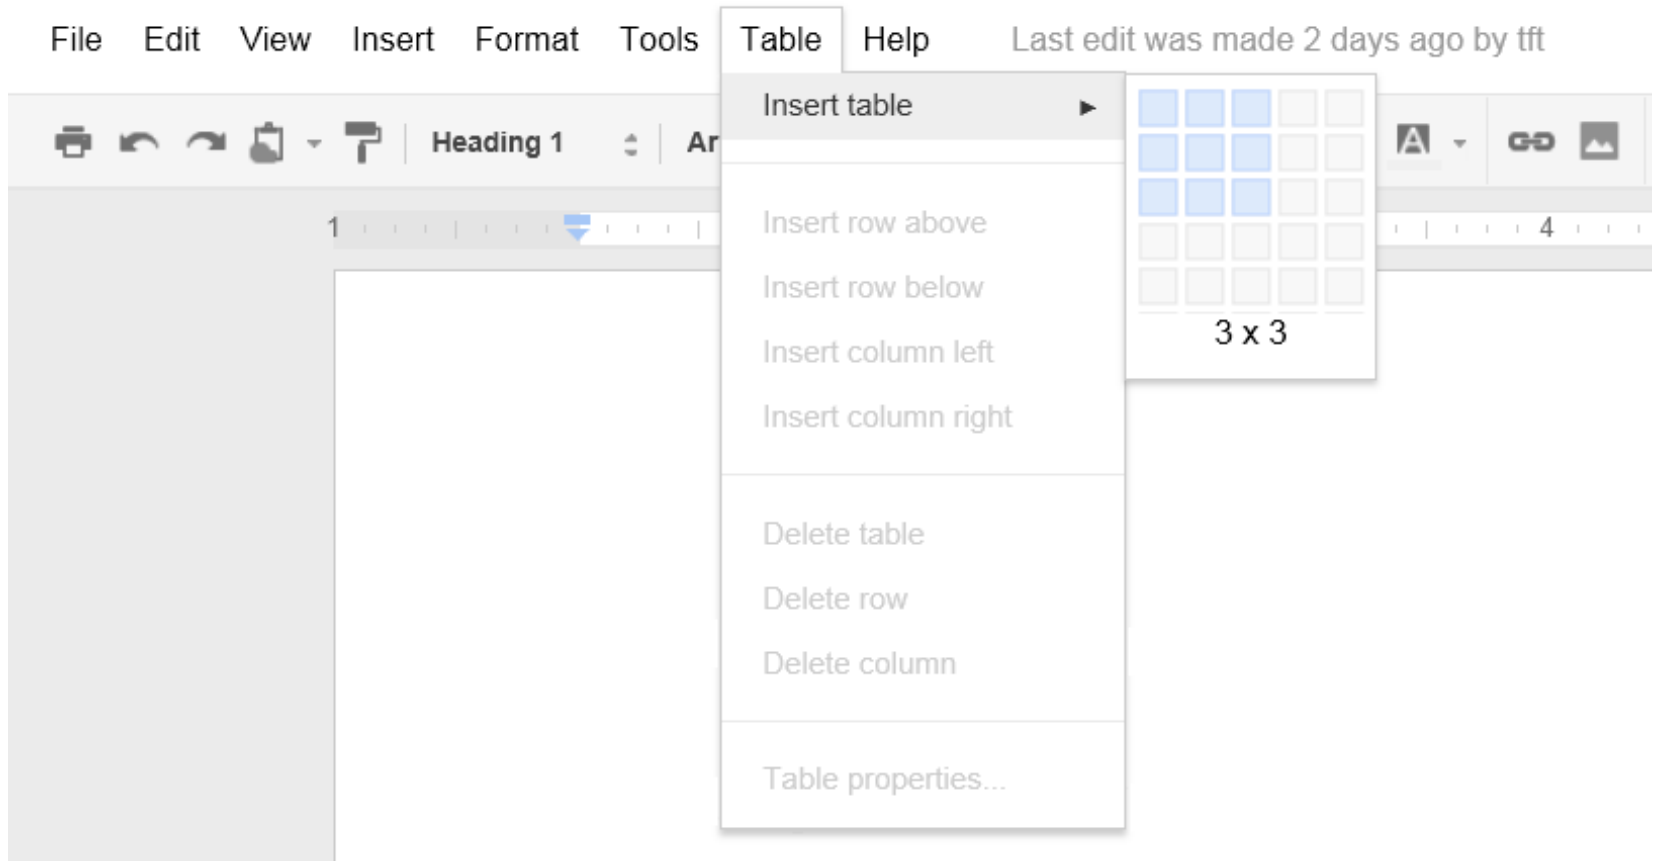 File Edit View Insert Format Tools Table Help Last edit was made 2 days ago by tft
Heading 1 Ar A
1 4
Insert table
Insert row above
Insert row below
Insert column left
Insert column right
Delete table
Delete row
Delete column
Table properties...
3 x 3